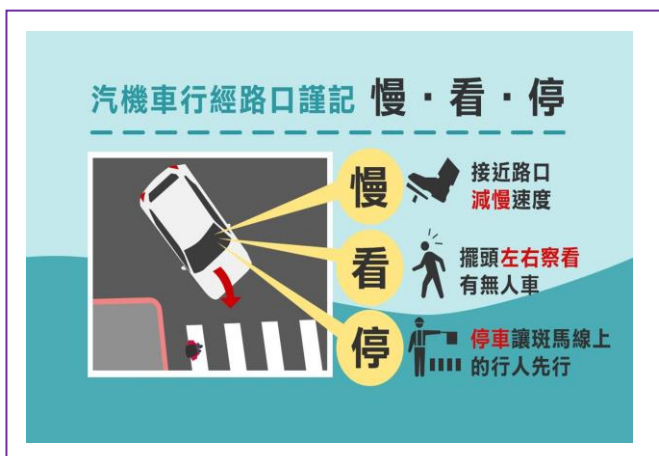 汽機車行經路口謹記 慢·看·停
慢
接近路口
減慢速度
看
擺頭左右察看
有無人車
停
停車讓斑馬線上
的行人先行